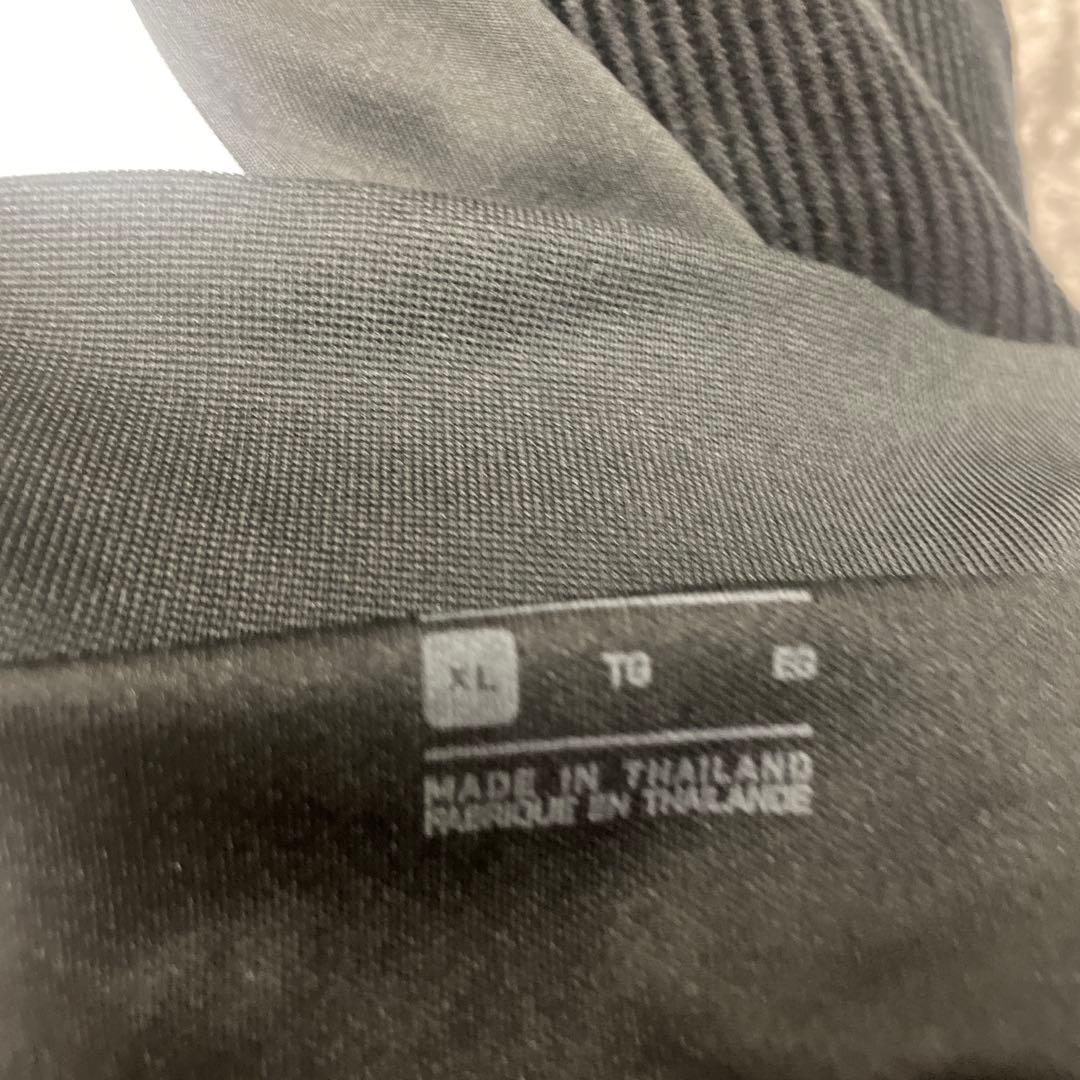 XL TG EG
MADE IN THAILAND
FABRIQUÉ EN THAÏLANDE